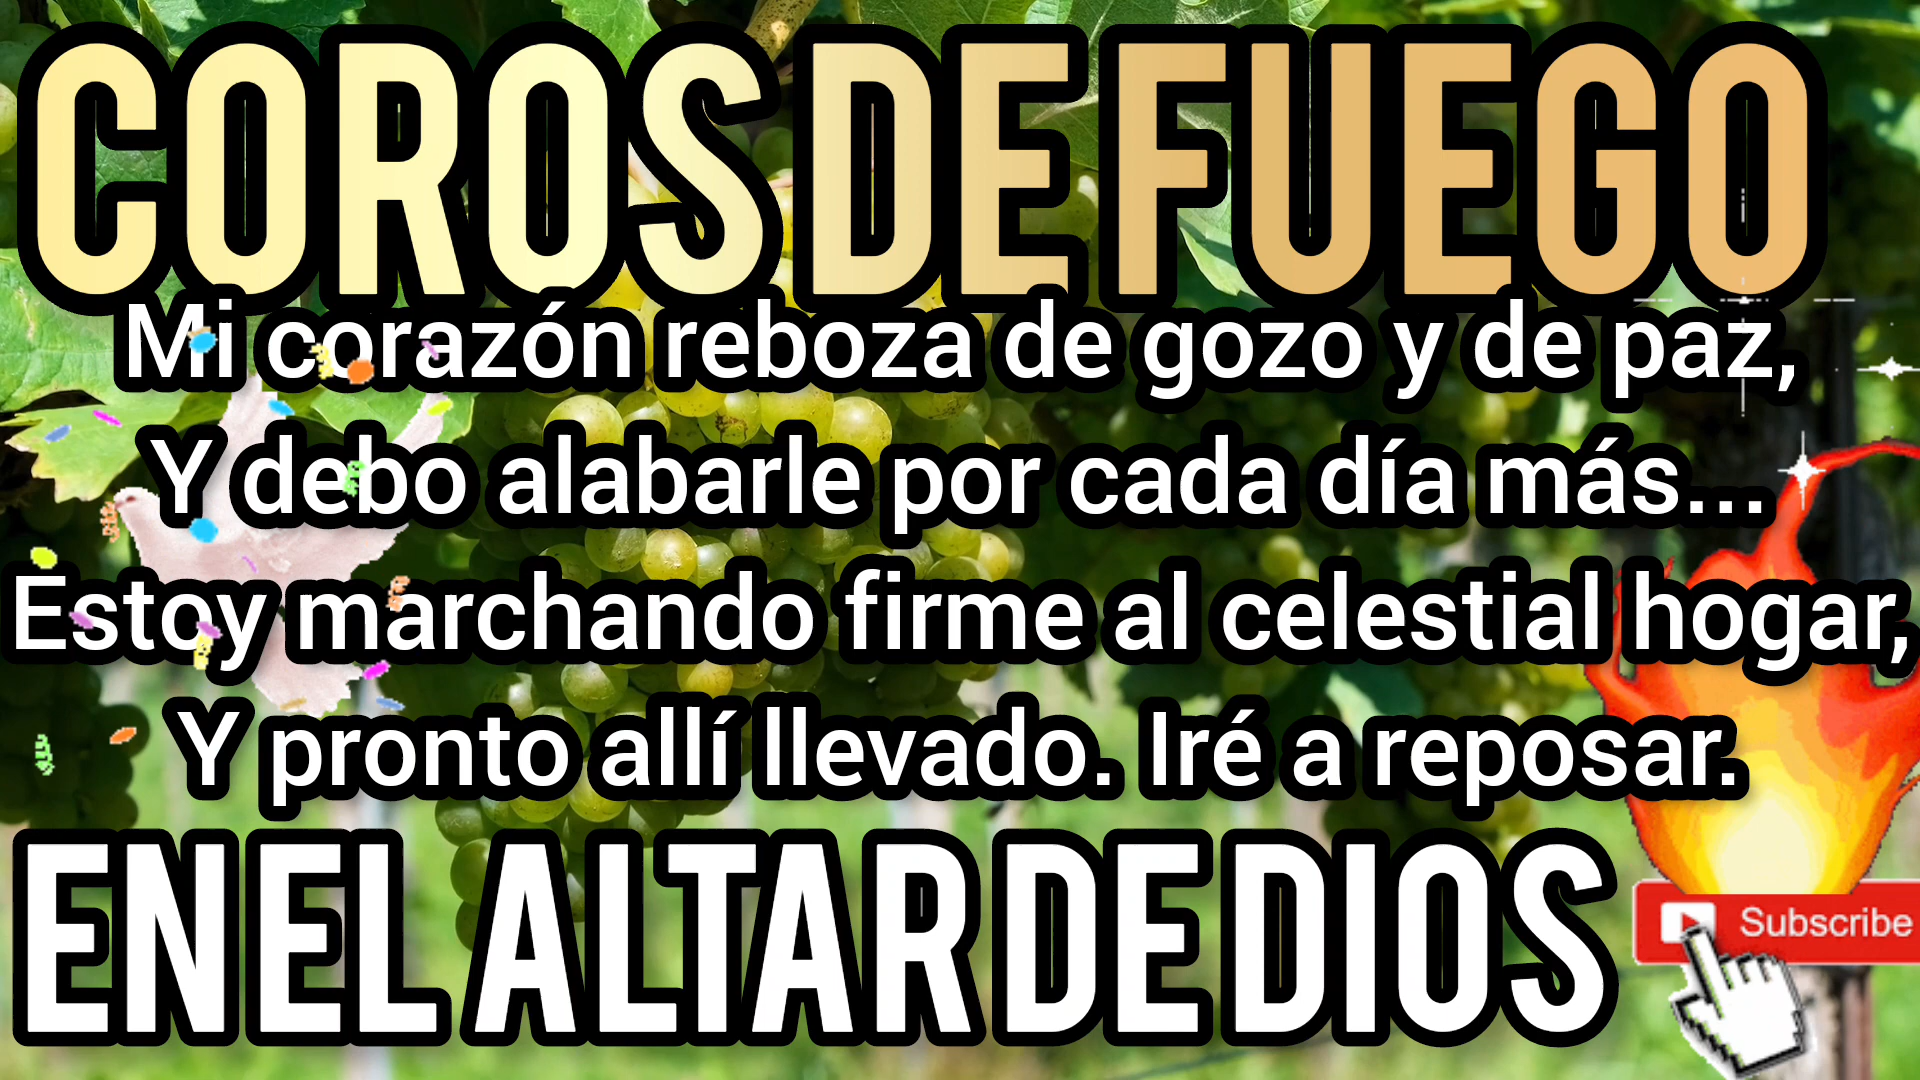 COROS DE FUEGO
Mi corazón reboza de gozo y de paz,
Y debo alabarle por cada día más...
Estoy marchando firme al celestial hogar,
Y pronto allí llevado. Iré a reposar.
EN EL ALTAR DE DIOS
Subscribe